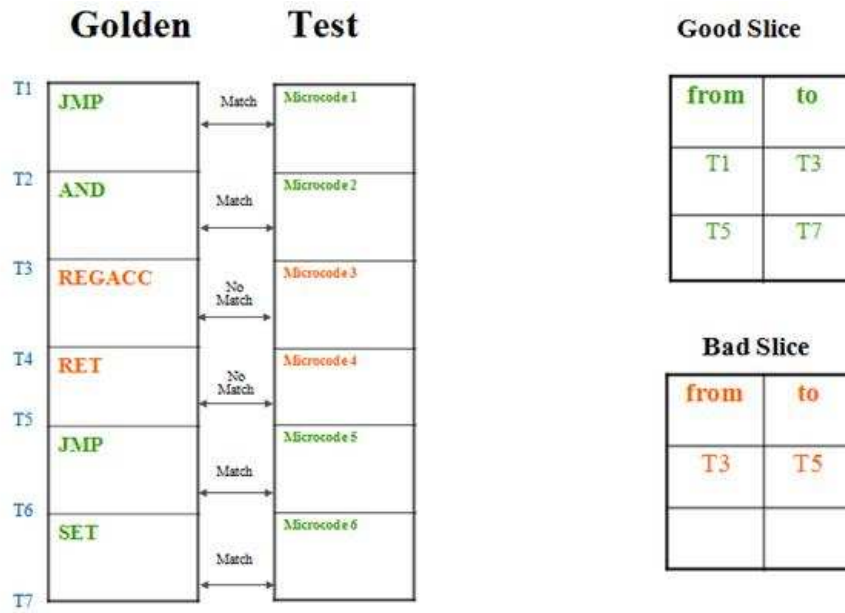 Golden
Test
T1
JMP
Match
Microcode 1
T2
AND
Match
Microcode 2
T3
REGACC
No
Match
Microcode 3
T4
RET
No
Match
Microcode 4
T5
JMP
Match
Microcode 5
T6
SET
Match
Microcode 6
T7
Good Slice
from to
T1 T3
T5 T7
Bad Slice
from to
T3 T5